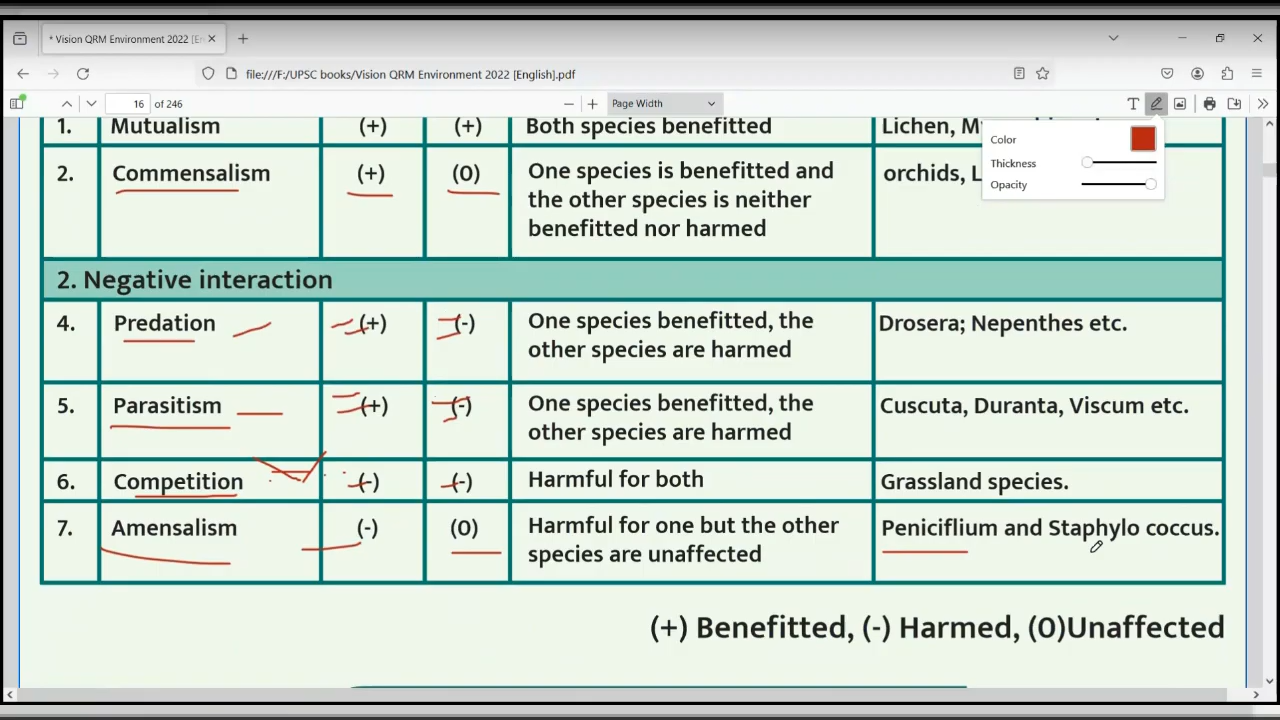 * Vision QRM Environment 2022 [En
file:///F:/UPSC books/Vision QRM Environment 2022 [English].pdf
16 of 246
Page Width
Color
Thickness
Opacity
1. Mutualism (+) (+) Both species benefitted Lichen,
2. Commensalism (+) (0) One species is benefitted and
the other species is neither
benefitted nor harmed
orchids,
2. Negative interaction
4. Predation (+) (-) One species benefitted, the
other species are harmed
Drosera; Nepenthes etc.
5. Parasitism (+) (-) One species benefitted, the
other species are harmed
Cuscuta, Duranta, Viscum etc.
6. Competition (-) (-) Harmful for both Grassland species.
7. Amensalism (-) (0) Harmful for one but the other
species are unaffected
Peniciflium and Staphylo coccus.
(+) Benefitted, (-) Harmed, (0)Unaffected